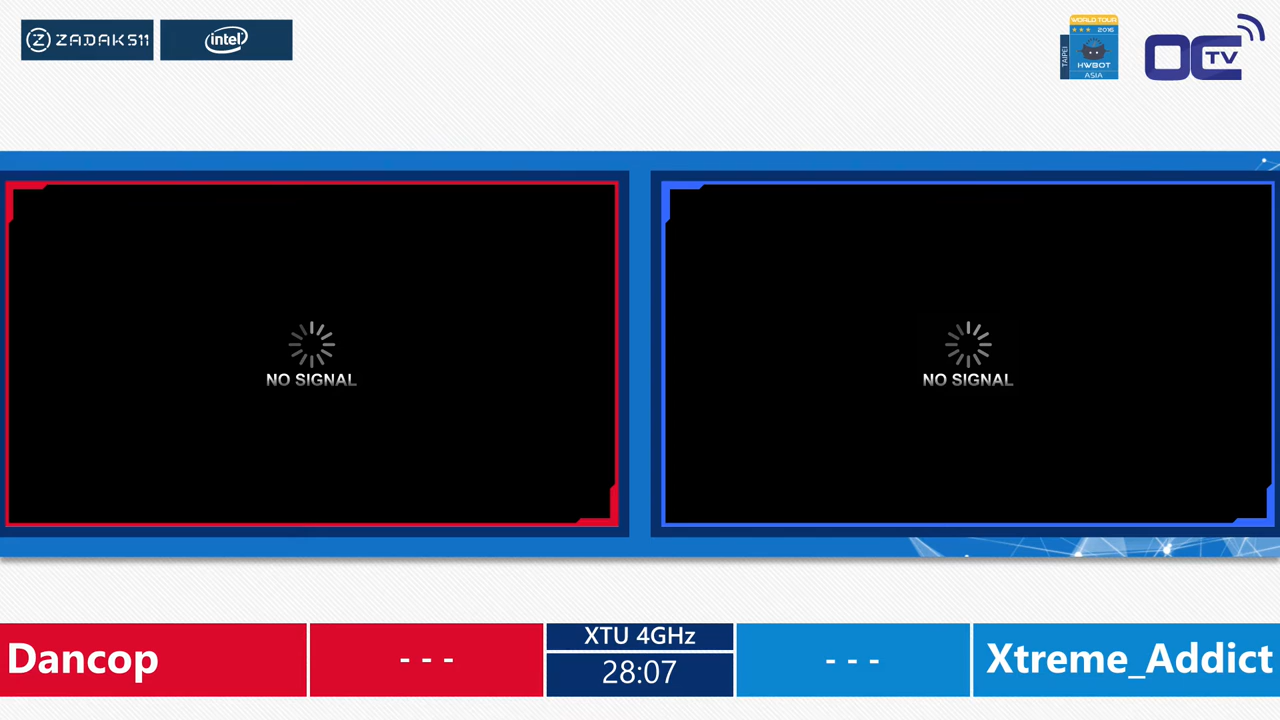 ZADAK511
intel
WORLD TOUR
2016
TAIPEI
HWBOT
ASIA
OC TV
NO SIGNAL
NO SIGNAL
Dancop
- - -
XTU 4GHz
28:07
- - -
Xtreme_Addict